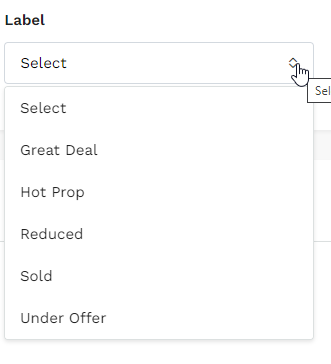 Label
Select
Select
Great Deal
Hot Prop
Reduced
Sold
Under Offer